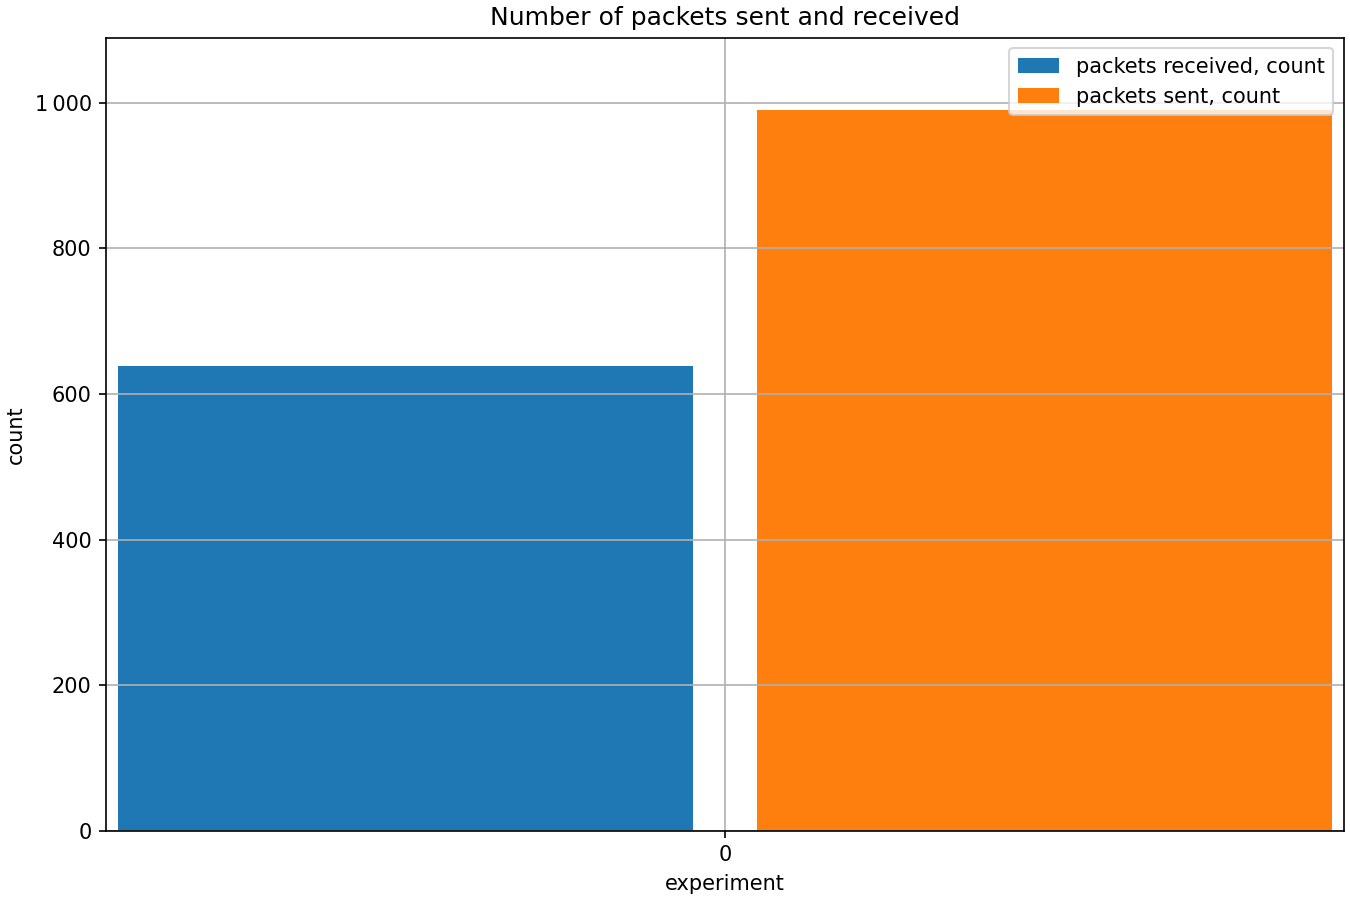 Number of packets sent and received
packets received, count
packets sent, count
1 000
800
600
400
200
0
count
0
experiment